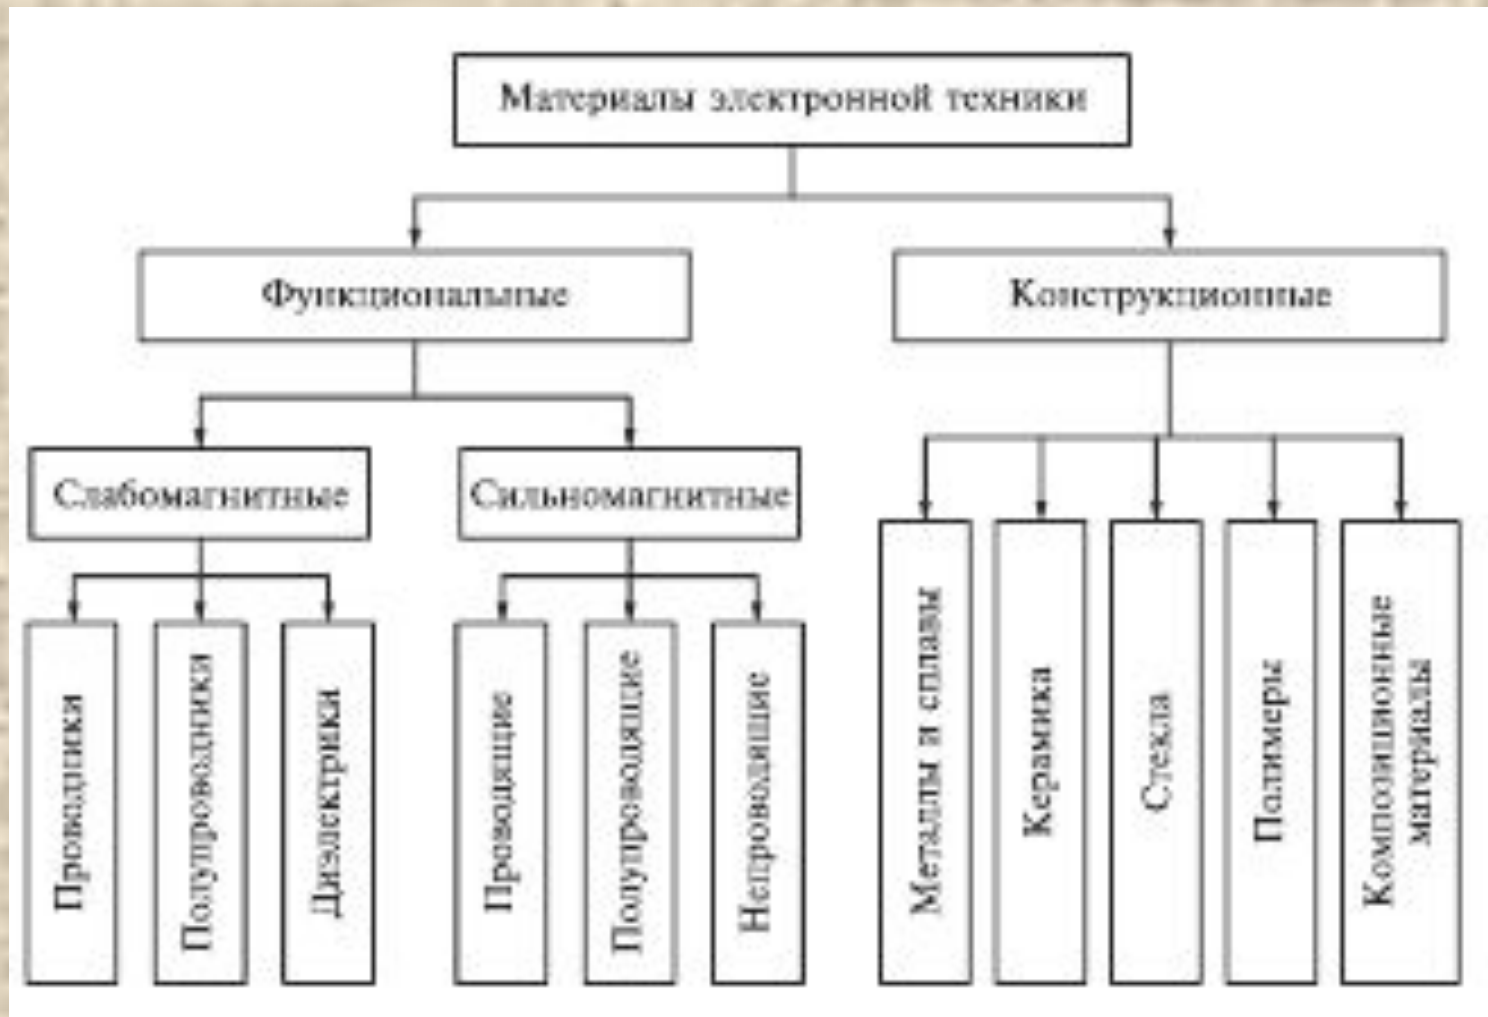 Материалы электронной техники
Функциональные
Конструкционные
Слабомагнитные
Сильномагнитные
Проводники
Полупроводники
Диэлектрики
Проводящие
Полупроводящие
Непроводящие
Металлы и сплавы
Керамика
Стекла
Полимеры
Композиционные
материалы